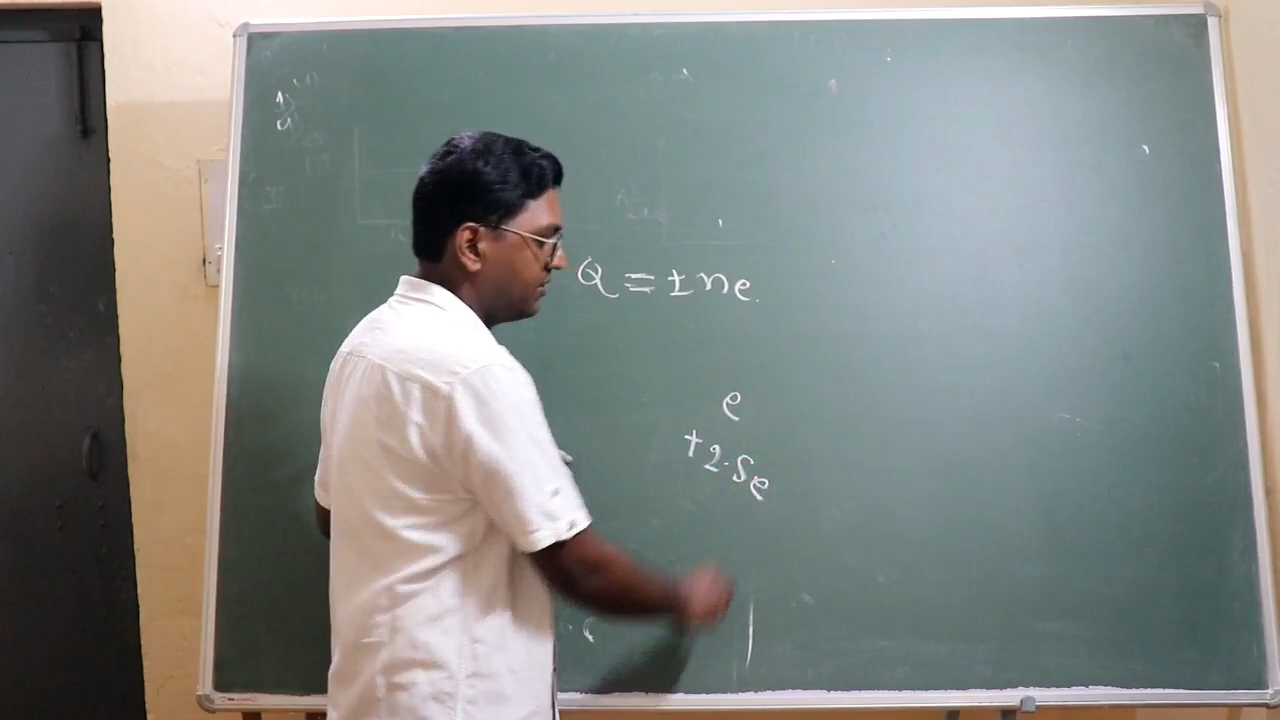 Q = ± ne
e
+2.5e